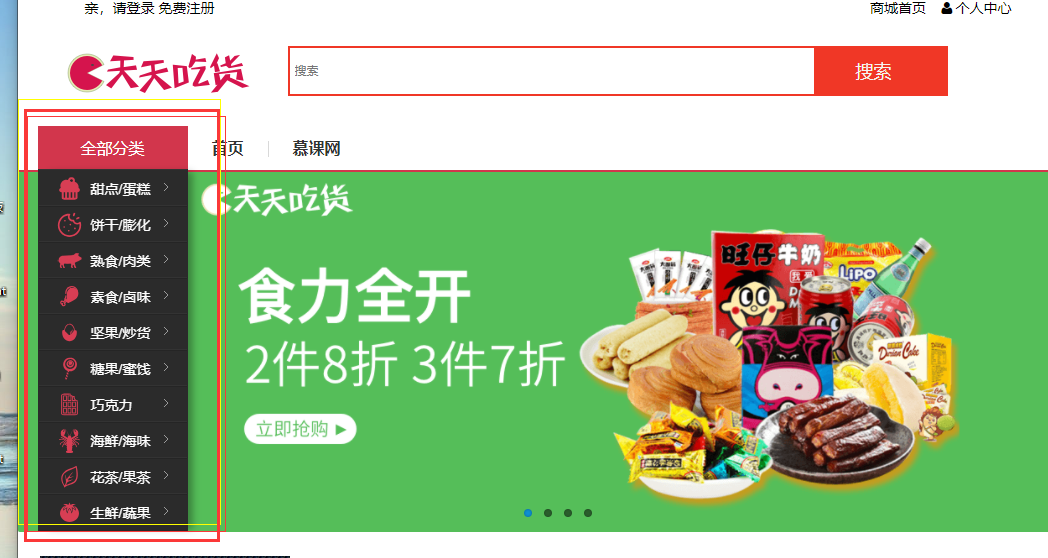 亲，请登录 免费注册
商城首页 个人中心
天天吃货
搜索
搜索
全部分类
首页
慕课网
甜点/蛋糕
饼干/膨化
熟食/肉类
素食/卤味
坚果/炒货
糖果/蜜饯
巧克力
海鲜/海味
花茶/果茶
生鲜/蔬果
天天吃货
食力全开
2件8折 3件7折
立即抢购
旺仔牛奶
LiPO
Durian Cake